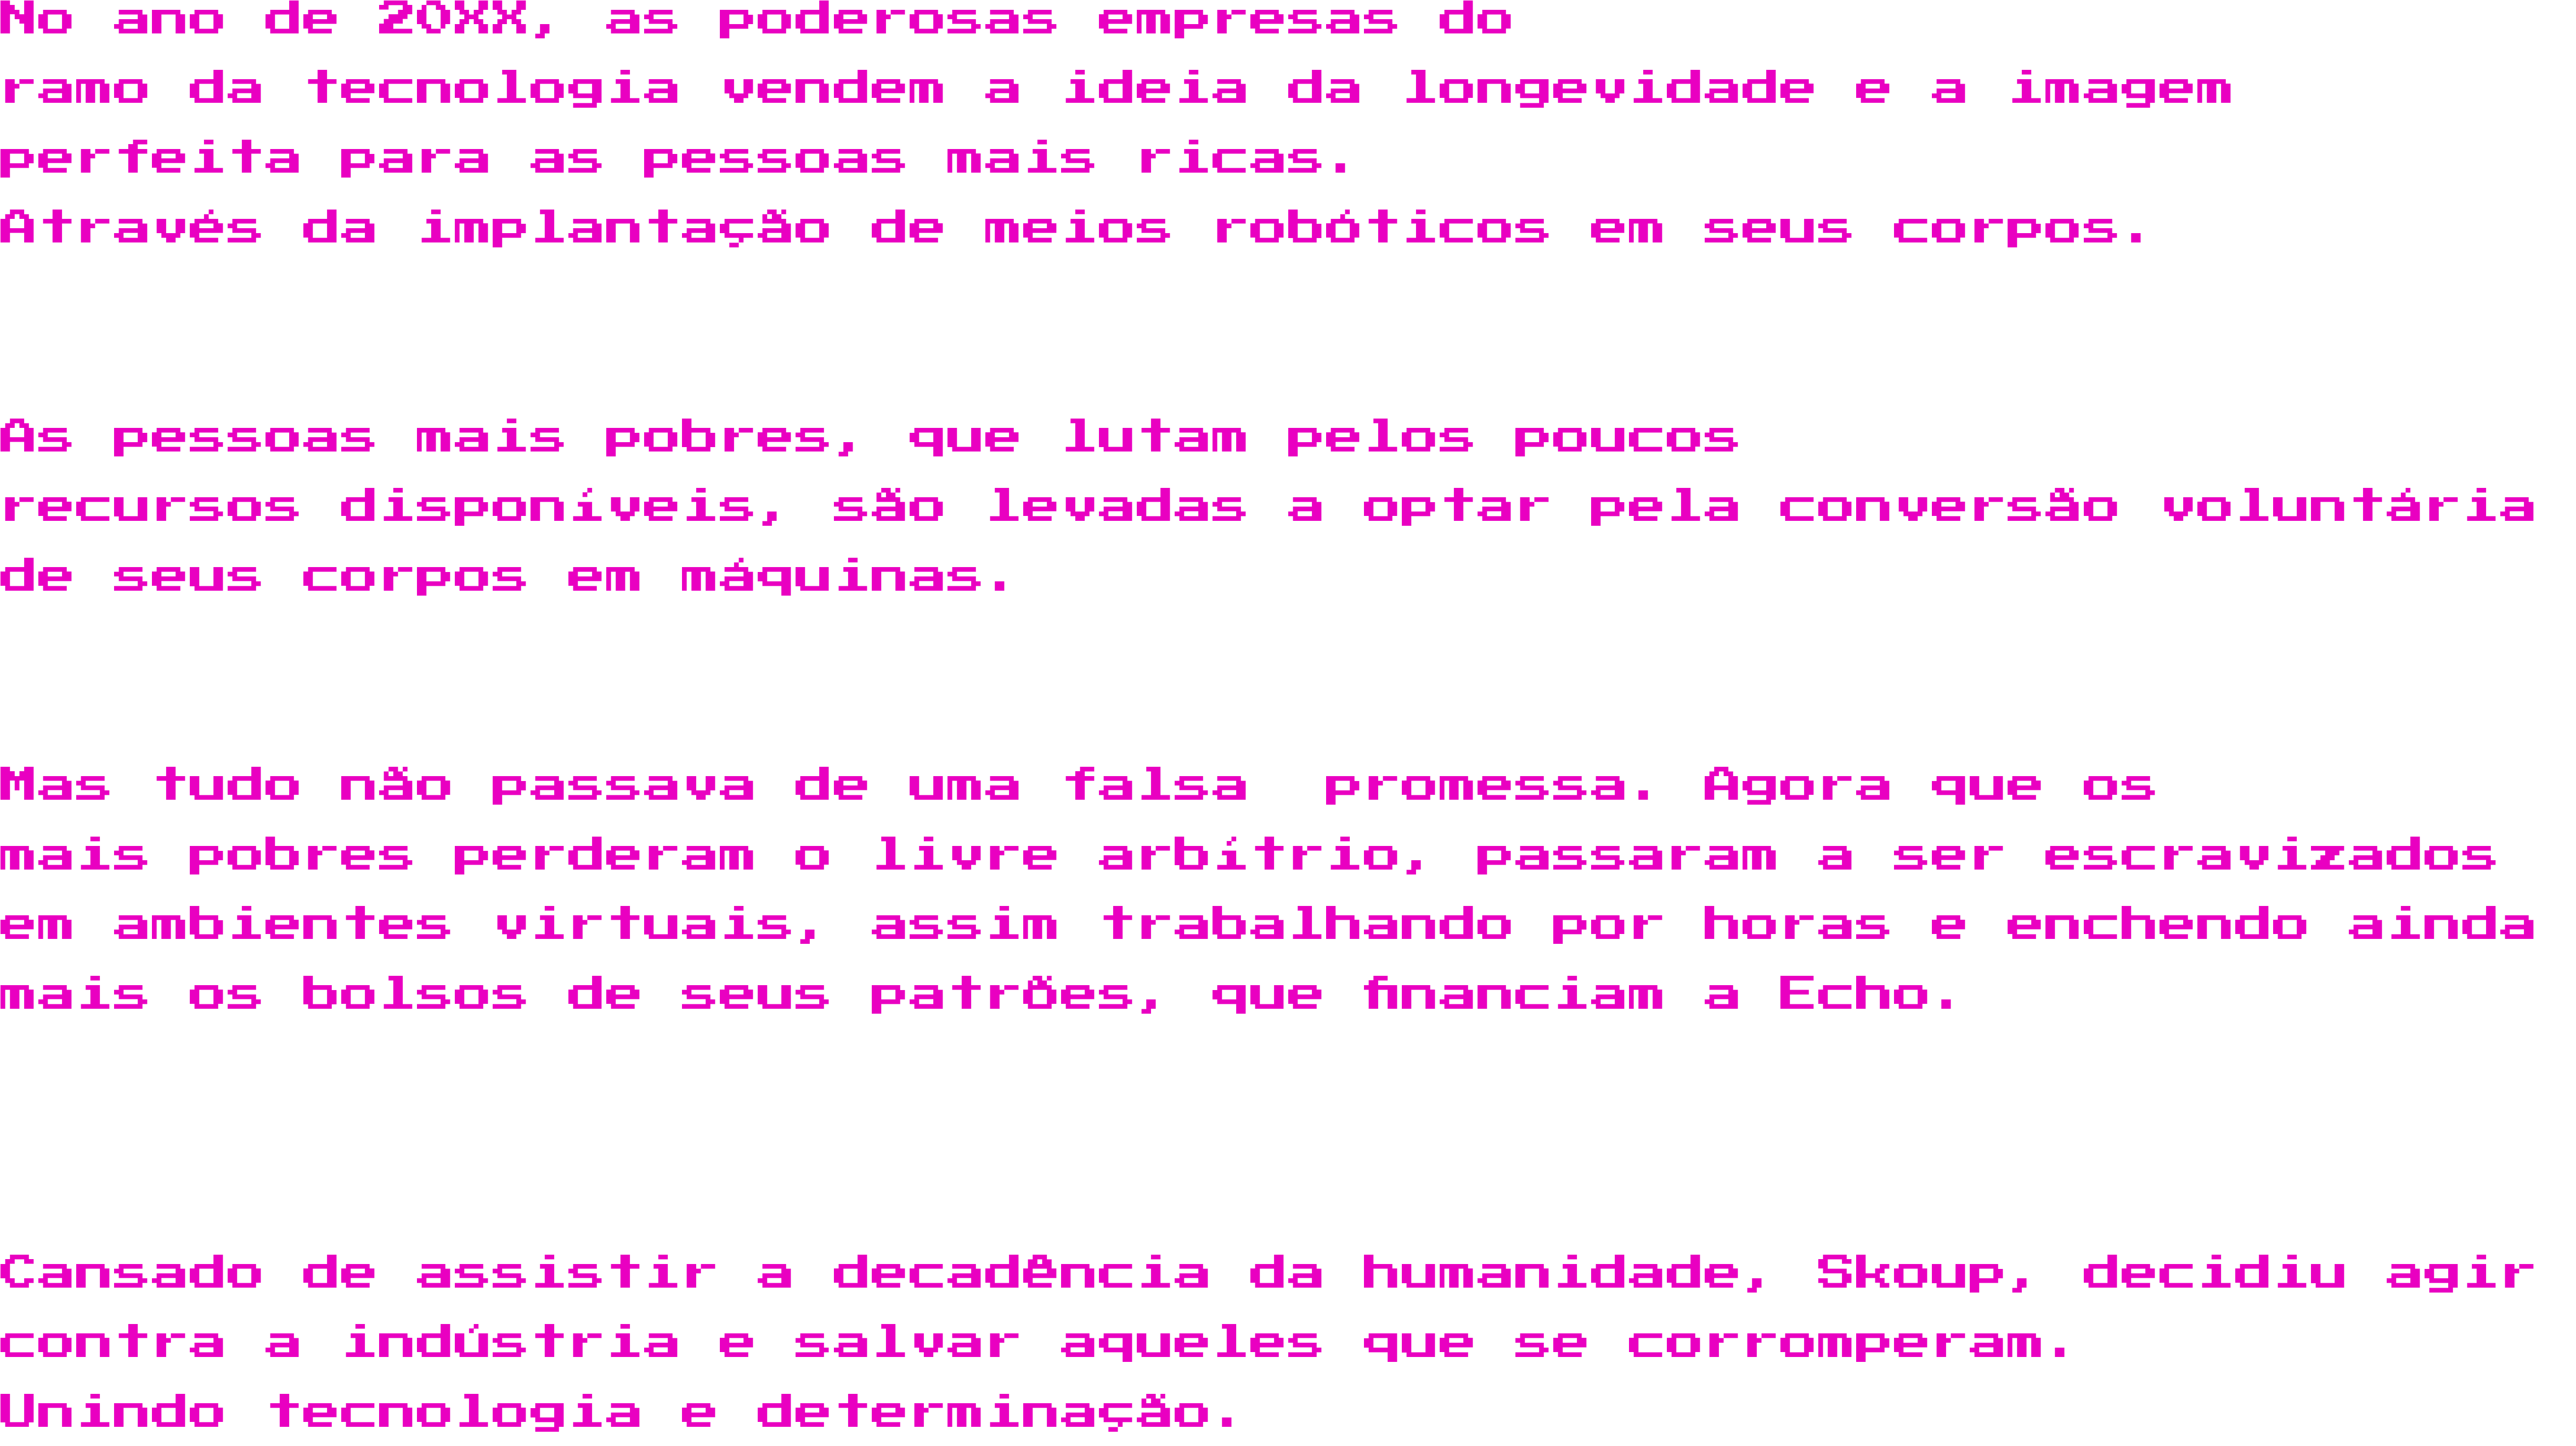 No ano de 20XX, as poderosas empresas do
ramo da tecnologia vendem a ideia da longevidade e a imagem
perfeita para as pessoas mais ricas.
Através da implantação de meios robóticos em seus corpos.
As pessoas mais pobres, que lutam pelos poucos
recursos disponíveis, são levadas a optar pela conversão voluntária
de seus corpos em máquinas.
Mas tudo não passava de uma falsa  promessa. Agora que os
mais pobres perderam o livre arbítrio, passaram a ser escravizados
em ambientes virtuais, assim trabalhando por horas e enchendo ainda
mais os bolsos de seus patrões, que financiam a Echo.
Cansado de assistir a decadência da humanidade, Skoup, decidiu agir
contra a indústria e salvar aqueles que se corromperam.
Unindo tecnologia e determinação.